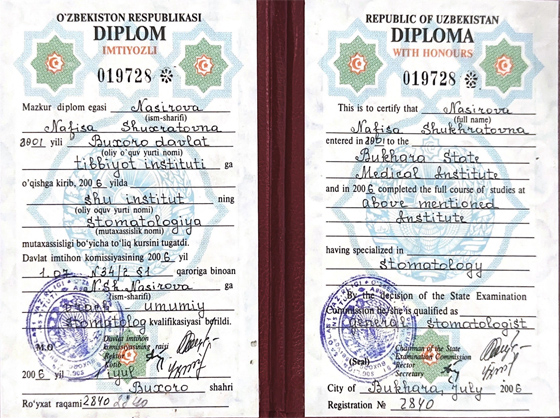 O'ZBEKISTON RESPUBLIKASI
DIPLOM
IMTIYOZLI
019728
Mazkur diplom egasi Nasirova
(ism-sharifi)
Nafisa Shuxratovna
2001 yili Buxoro davlat
(oliy o'quv yurti nomi)
tibbiyot instituti ga
o'qishga kirib, 2006 yilda
shu institut ning
(oliy oquv yurti nomi)
stomatologiya
(mutaxassislik nomi)
mutaxassisligi bo'yicha to'liq kursini tugatdi.
Davlat imtihon komissiyasining 2006 yil
1.07 N34/2 §1 qaroriga binoan
N.Sh.Nasirova ga
(ism-sharifi)
umumiy
stomatolog kvalifikasiyasi berildi.
M.O'
Davlat imtihon
komissiyasining raisi
Rektor
Kotib
2006 yil iyul
Buxoro shahri
Ro'yxat raqami 2840
REPUBLIC OF UZBEKISTAN
DIPLOMA
WITH HONOURS
019728
This is to certify that Nasirova
(full name)
Nafisa Shukhratovna
entered in 2001 to the
Bukhara State
Medical Institute
and in 2006 completed the full course of studies at
above mentioned
Institute
having specialized in
stomatology
By the decision of the State Examination
Commission he/she is qualified as
general stomatologist
(Seal)
Chairman of the State
Examination Commission
Rector
Secretary
City of Bukhara, july 2006
Registration № 2840